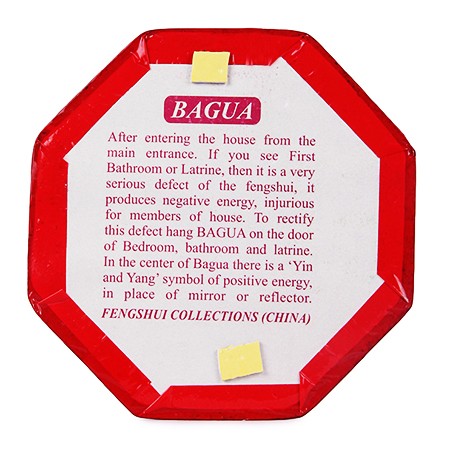 BAGUA
After entering the house from the
main entrance. If you see First
Bathroom or Latrine, then it is a very
serious defect of the fengshui, it
produces negative energy, injurious
for members of house. To rectify
this defect hang BAGUA on the door
of Bedroom, bathroom and latrine.
In the center of Bagua there is a ‘Yin
and Yang’ symbol of positive energy,
in place of mirror or reflector.
FENGSHUI COLLECTIONS (CHINA)